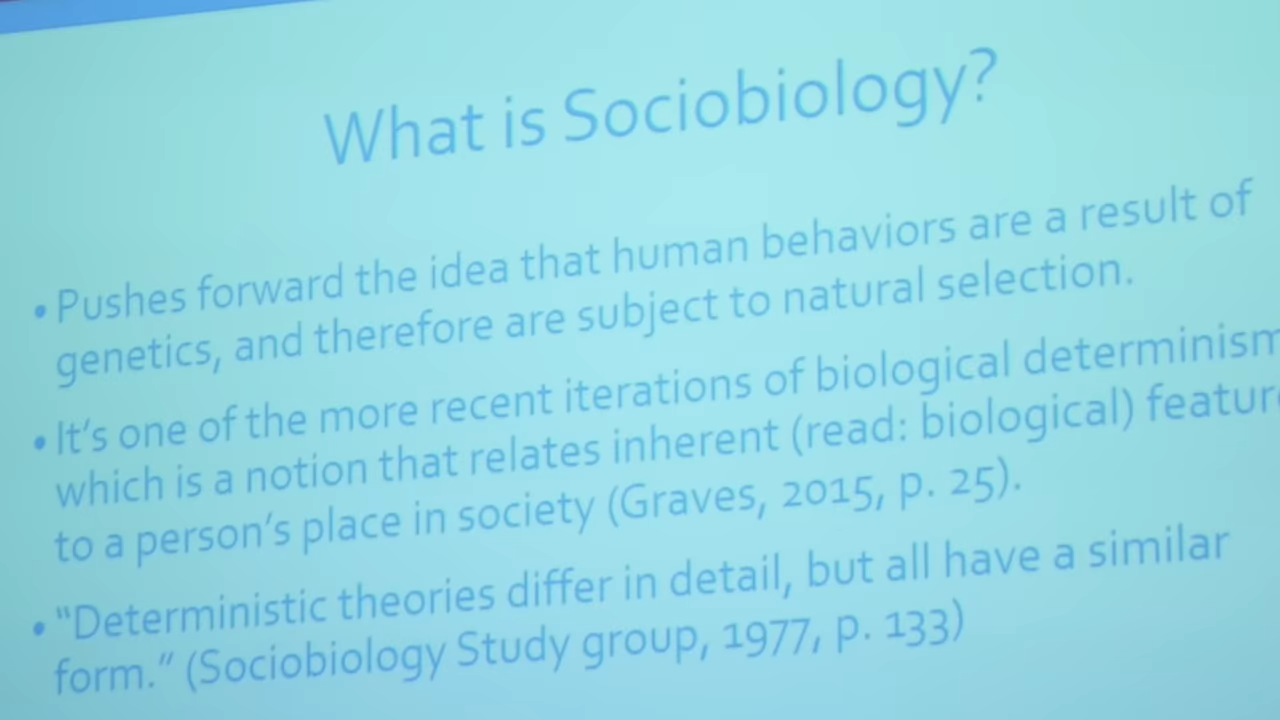 What is Sociobiology?
• Pushes forward the idea that human behaviors are a result of
genetics, and therefore are subject to natural selection.
• It's one of the more recent iterations of biological determinism
which is a notion that relates inherent (read: biological)
to a person's place in society (Graves, 2015, p. 25).
• "Deterministic theories differ in detail, but all have a similar
form." (Sociobiology Study group, 1977, p. 133)